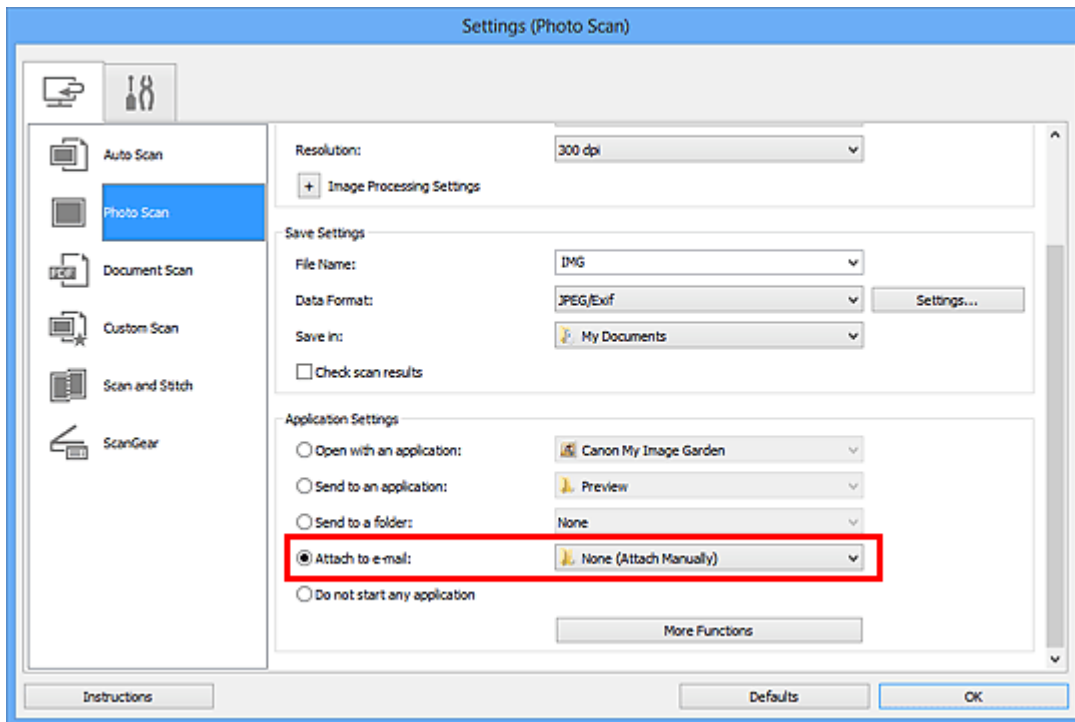 Settings (Photo Scan)
Auto Scan
Photo Scan
Document Scan
Custom Scan
Scan and Stitch
ScanGear
Resolution: 300 dpi
+ Image Processing Settings
Save Settings
File Name: IMG
Data Format: JPEG/Exif Settings...
Save in: My Documents
Check scan results
Application Settings
Open with an application: Canon My Image Garden
Send to an application: Preview
Send to a folder: None
Attach to e-mail: None (Attach Manually)
Do not start any application
More Functions
Instructions Defaults OK